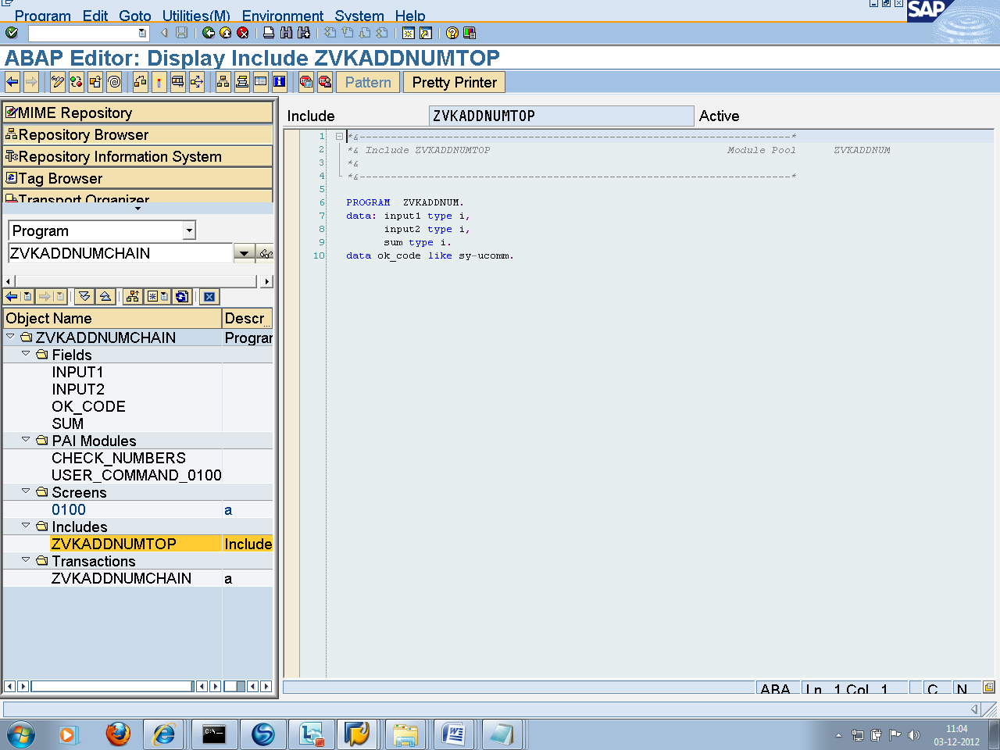 Program Edit Goto Utilities(M) Environment System Help
SAP
ABAP Editor: Display Include ZVKADDNUMTOP
Pattern Pretty Printer
MIME Repository
Repository Browser
Repository Information System
Tag Browser
Transport Organizer
Program
ZVKADDNUMCHAIN
Object Name Descr...
ZVKADDNUMCHAIN Program
Fields
INPUT1
INPUT2
OK_CODE
SUM
PAI Modules
CHECK_NUMBERS
USER_COMMAND_0100
Screens
0100 a
Includes
ZVKADDNUMTOP Include
Transactions
ZVKADDNUMCHAIN a
Include ZVKADDNUMTOP Active
1 *&---------------------------------------------------------------------*
2 *& Include ZVKADDNUMTOP Module Pool ZVKADDNUM
3 *&
4 *&---------------------------------------------------------------------*
5
6 PROGRAM ZVKADDNUM.
7 data: input1 type i,
8 input2 type i,
9 sum type i.
10 data ok_code like sy-ucomm.
ABA Ln 1 Col 1 C N
C:\
11:04
03-12-2012